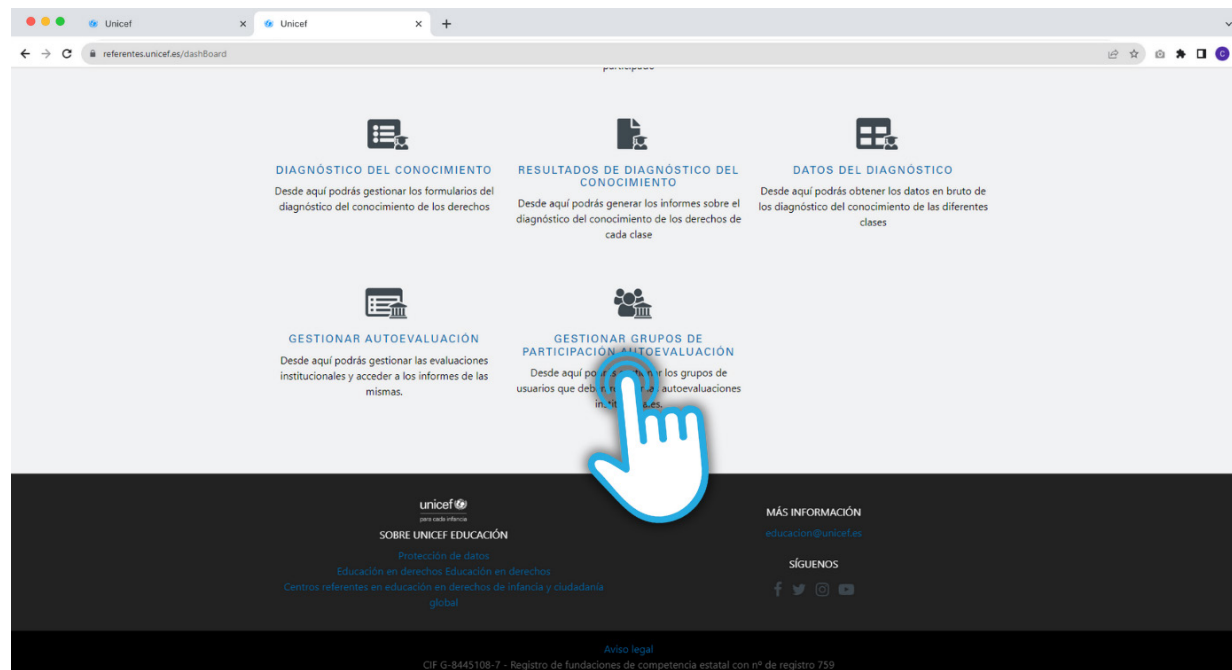 Unicef
Unicef
referentes.unicef.es/dashBoard
participado
DIAGNÓSTICO DEL CONOCIMIENTO
Desde aquí podrás gestionar los formularios del
diagnóstico del conocimiento de los derechos
RESULTADOS DE DIAGNÓSTICO DEL
CONOCIMIENTO
Desde aquí podrás generar los informes sobre el
diagnóstico del conocimiento de los derechos de
cada clase
DATOS DEL DIAGNÓSTICO
Desde aquí podrás obtener los datos en bruto de
los diagnóstico del conocimiento de las diferentes
clases
GESTIONAR AUTOEVALUACIÓN
Desde aquí podrás gestionar las evaluaciones
institucionales y acceder a los informes de las
mismas.
GESTIONAR GRUPOS DE
PARTICIPACIÓN AUTOEVALUACIÓN
Desde aquí los grupos de
usuarios que autoevaluaciones
unicef
para cada infancia
SOBRE UNICEF EDUCACIÓN
Protección de datos
Educación en derechos Educación en derechos
Centros referentes en educación en derechos de infancia y ciudadanía
global
MÁS INFORMACIÓN
educacion@unicef.es
SÍGUENOS
Aviso legal
CIF G-8445108-7 - Registro de fundaciones de competencia estatal con nº de registro 759